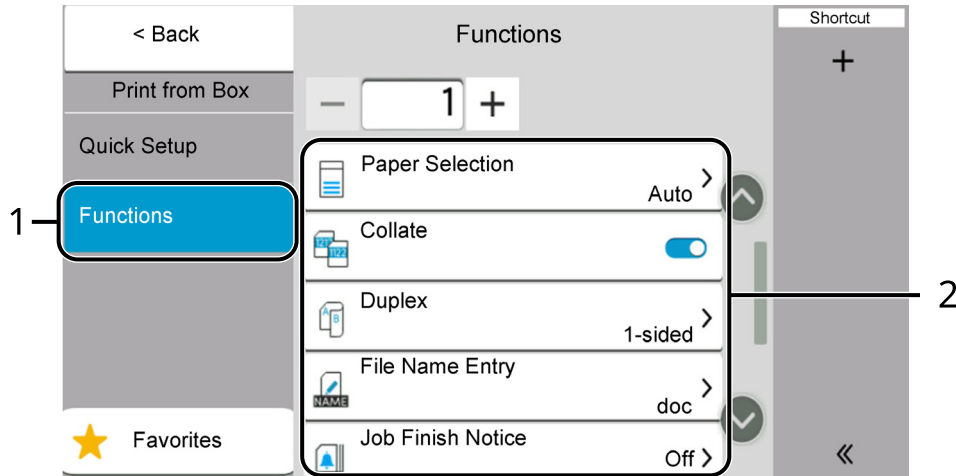 < Back
Functions
Shortcut
+
Print from Box
− 1 +
Quick Setup
Functions
Paper Selection
Auto >
Collate
Duplex
1-sided >
File Name Entry
NAME
doc >
Job Finish Notice
Off >
Favorites
«
1
2